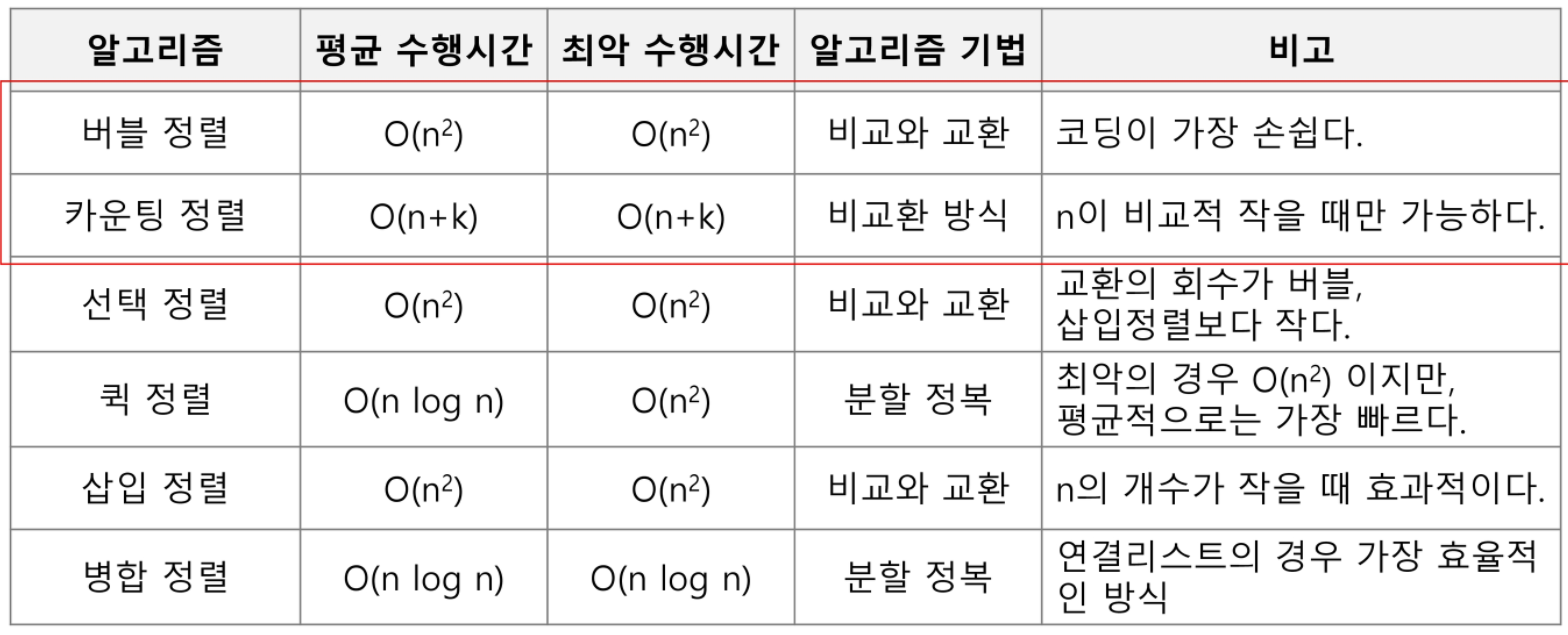 알고리즘 평균 수행시간 최악 수행시간 알고리즘 기법 비고
버블 정렬 O(n²) O(n²) 비교와 교환 코딩이 가장 손쉽다.
카운팅 정렬 O(n+k) O(n+k) 비교환 방식 n이 비교적 작을 때만 가능하다.
선택 정렬 O(n²) O(n²) 비교와 교환 교환의 회수가 버블,
삽입정렬보다 작다.
퀵 정렬 O(n log n) O(n²) 분할 정복 최악의 경우 O(n²) 이지만,
평균적으로는 가장 빠르다.
삽입 정렬 O(n²) O(n²) 비교와 교환 n의 개수가 작을 때 효과적이다.
병합 정렬 O(n log n) O(n log n) 분할 정복 연결리스트의 경우 가장 효율적
인 방식